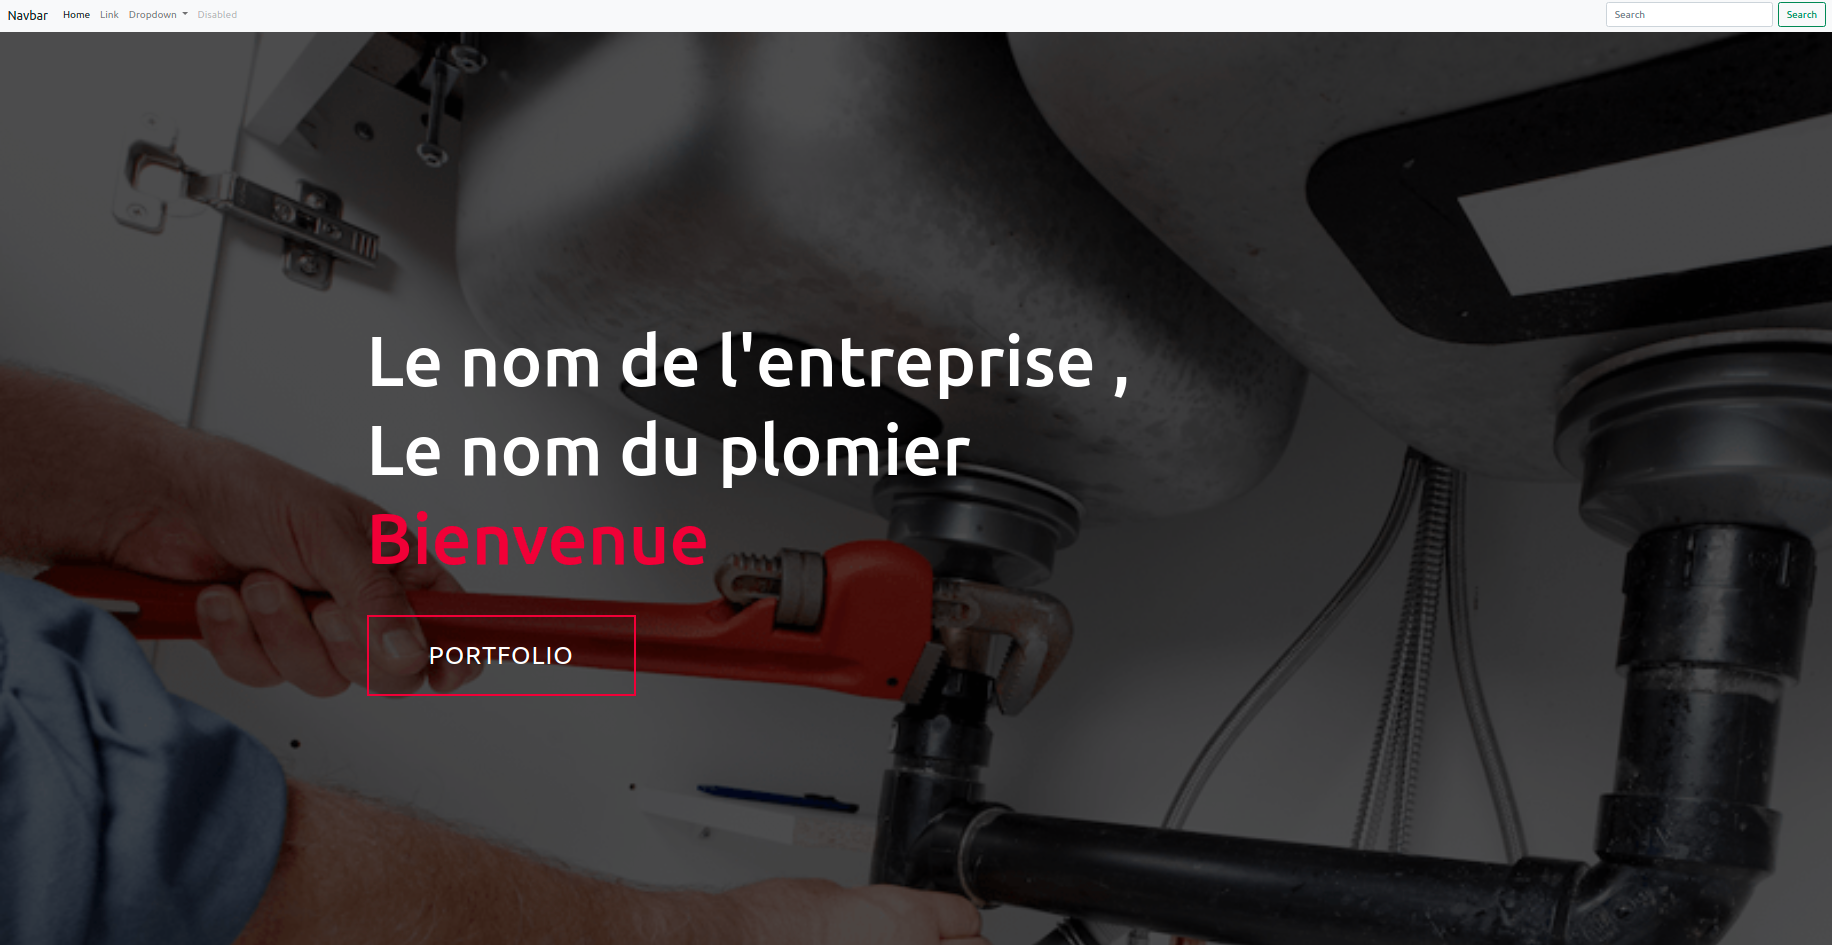 Navbar Home Link Dropdown Disabled Search Search
Le nom de l'entreprise ,
Le nom du plomier
Bienvenue
PORTFOLIO